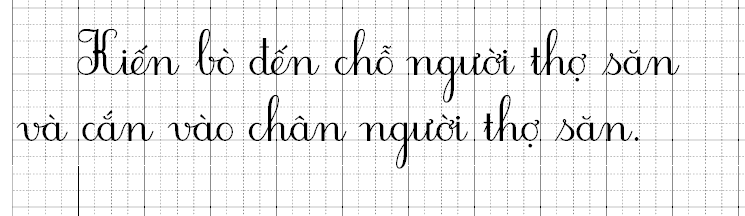 Kiến bò đến chỗ người thợ săn
và cắn vào chân người thợ săn.